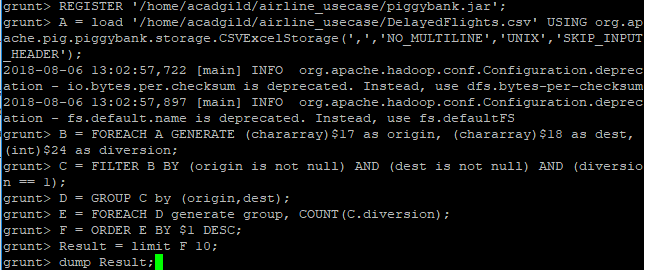 grunt> REGISTER '/home/acadgild/airline_usecase/piggybank.jar';
grunt> A = load '/home/acadgild/airline_usecase/DelayedFlights.csv' USING org.ap
ache.pig.piggybank.storage.CSVExcelStorage(',','NO_MULTILINE','UNIX','SKIP_INPUT
_HEADER');
2018-08-06 13:02:57,722 [main] INFO  org.apache.hadoop.conf.Configuration.deprec
ation - io.bytes.per.checksum is deprecated. Instead, use dfs.bytes-per-checksum
2018-08-06 13:02:57,897 [main] INFO  org.apache.hadoop.conf.Configuration.deprec
ation - fs.default.name is deprecated. Instead, use fs.defaultFS
grunt> B = FOREACH A GENERATE (chararray)$17 as origin, (chararray)$18 as dest,
(int)$24 as diversion;
grunt> C = FILTER B BY (origin is not null) AND (dest is not null) AND (diversio
n == 1);
grunt> D = GROUP C by (origin,dest);
grunt> E = FOREACH D generate group, COUNT(C.diversion);
grunt> F = ORDER E BY $1 DESC;
grunt> Result = limit F 10;
grunt> dump Result;